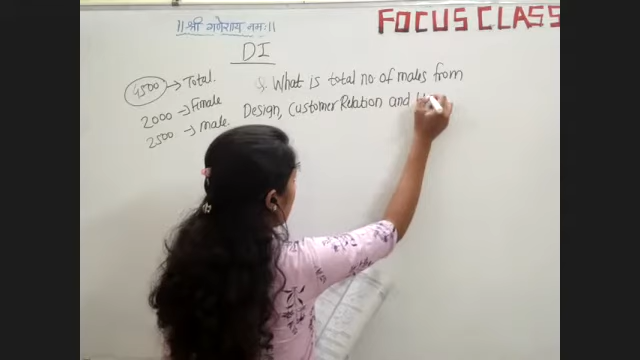 FOCUS CLASS
॥ श्री गणेशाय नमः ॥
DI
4500 → Total.
2000 → Female
2500 → male.
Q. What is total no of males from
Design, Customer Relation and